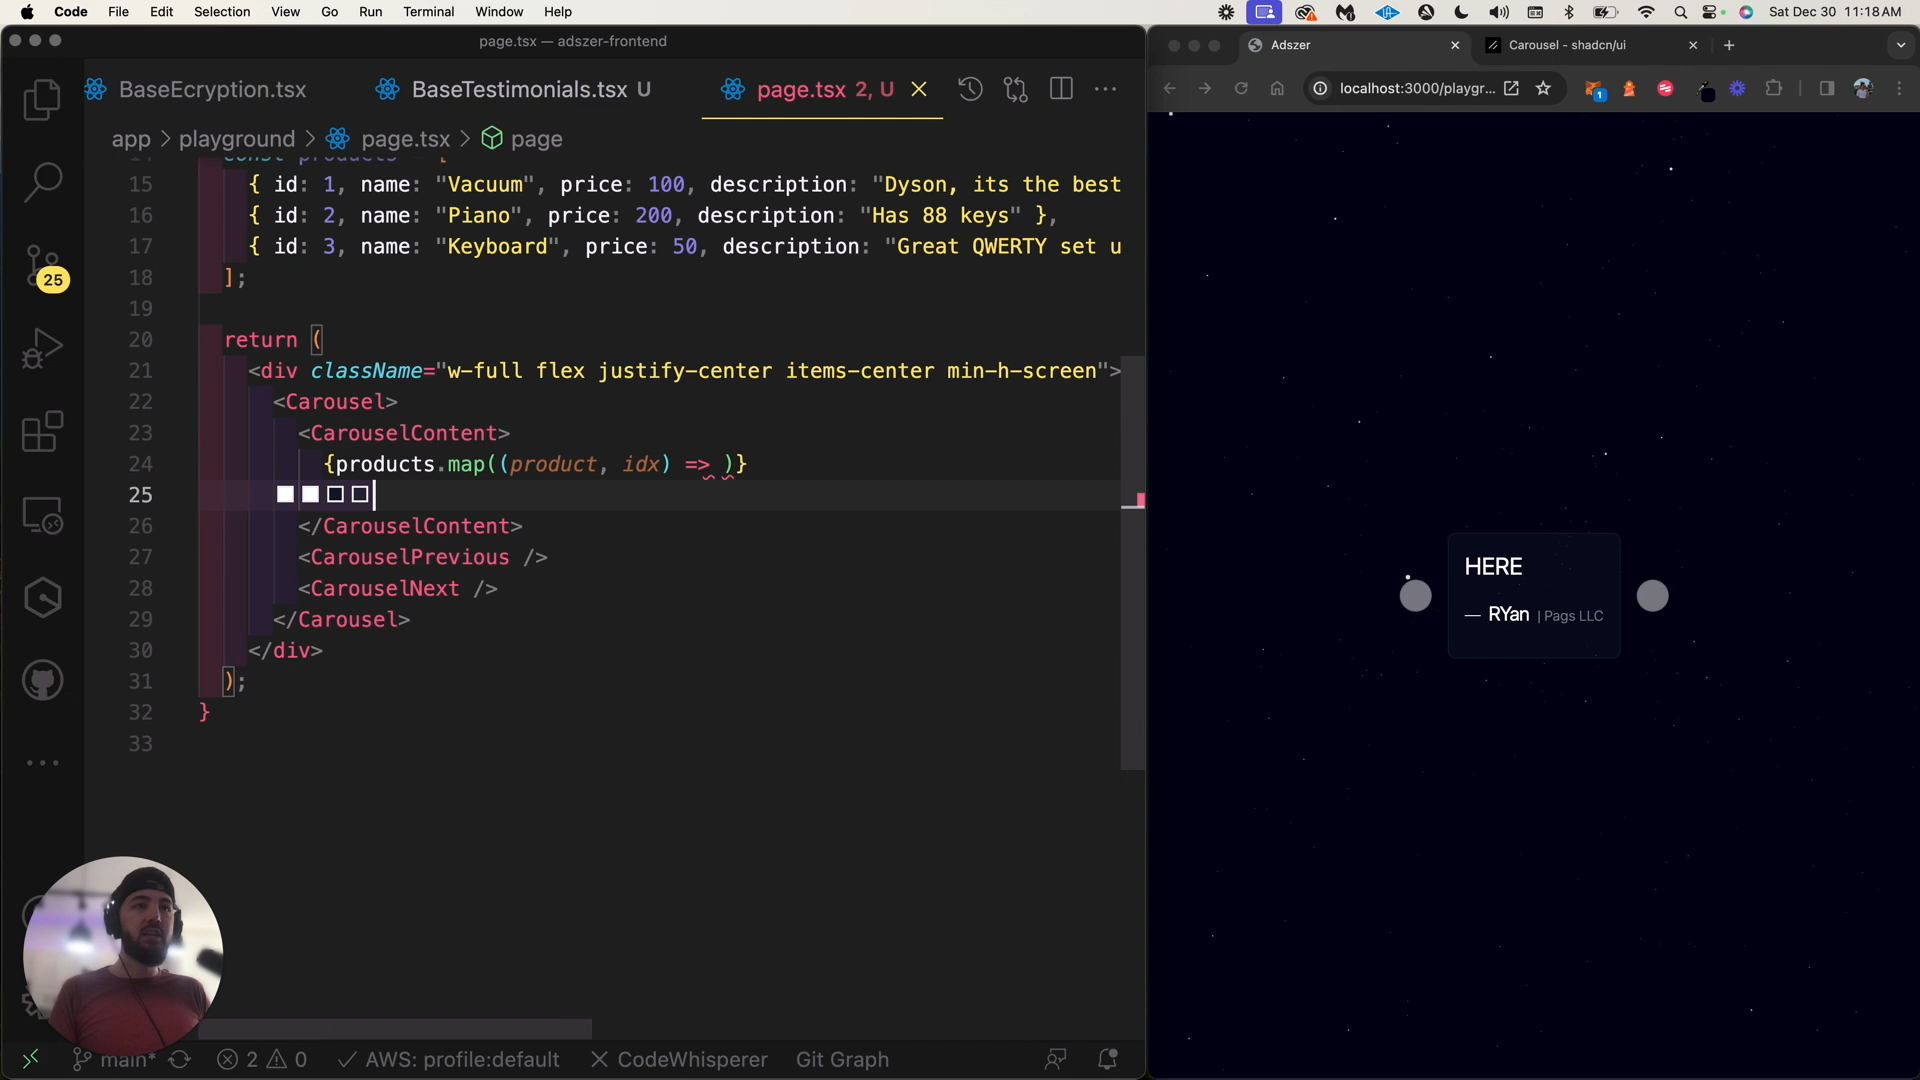 Code File Edit Selection View Go Run Terminal Window Help
Sat Dec 30 11:18 AM
page.tsx — adszer-frontend
Adszer
Carousel - shadcn/ui
BaseEcryption.tsx
BaseTestimonials.tsx U
page.tsx 2, U
localhost:3000/playgr...
1
app > playground > page.tsx > page
25
14 const products = [
15 { id: 1, name: "Vacuum", price: 100, description: "Dyson, its the best
16 { id: 2, name: "Piano", price: 200, description: "Has 88 keys" },
17 { id: 3, name: "Keyboard", price: 50, description: "Great QWERTY set u
18 ];
19
20 return (
21 <div className="w-full flex justify-center items-center min-h-screen">
22 <Carousel>
23 <CarouselContent>
24 {products.map((product, idx) => )}
25
26 </CarouselContent>
27 <CarouselPrevious />
28 <CarouselNext />
29 </Carousel>
30 </div>
31 );
32 }
33
HERE
— RYan | Pags LLC
main* 2 0 AWS: profile:default CodeWhisperer Git Graph